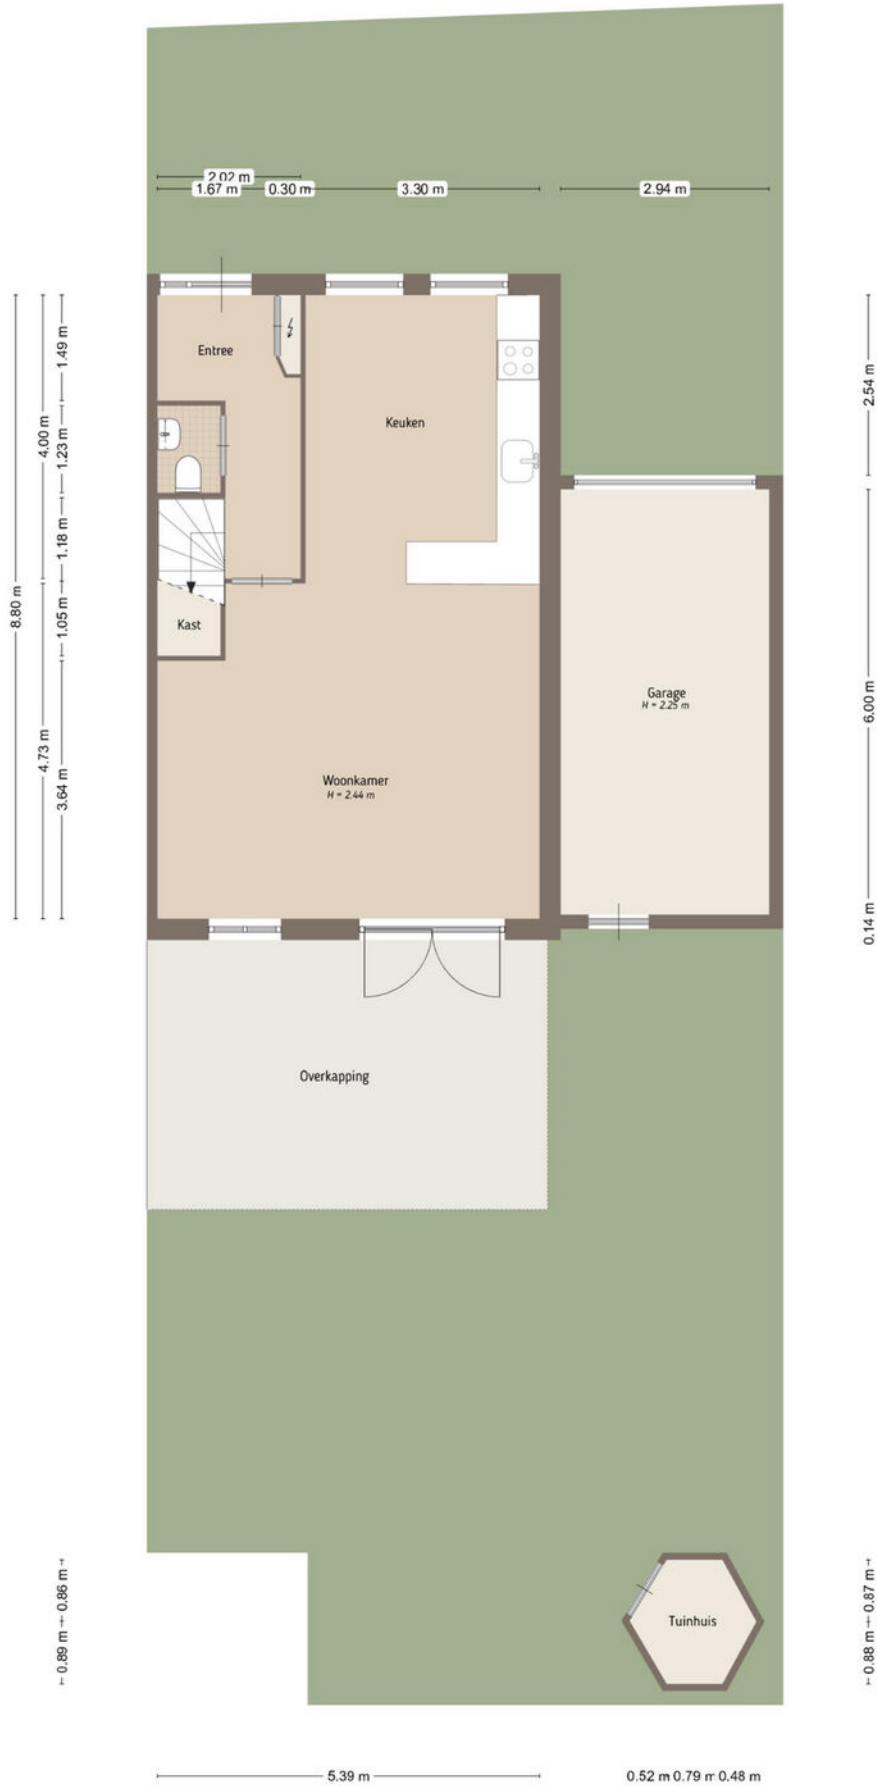 2.02 m
1.67 m
0.30 m
3.30 m
2.94 m
Entree
Keuken
Kast
Woonkamer
H = 2.44 m
Garage
H = 2.25 m
Overkapping
Tuinhuis
8.80 m
4.00 m
4.73 m
1.49 m
1.23 m
1.18 m
1.05 m
3.64 m
0.86 m
0.89 m
2.54 m
6.00 m
0.14 m
0.87 m
0.88 m
5.39 m
0.52 m 0.79 m 0.48 m